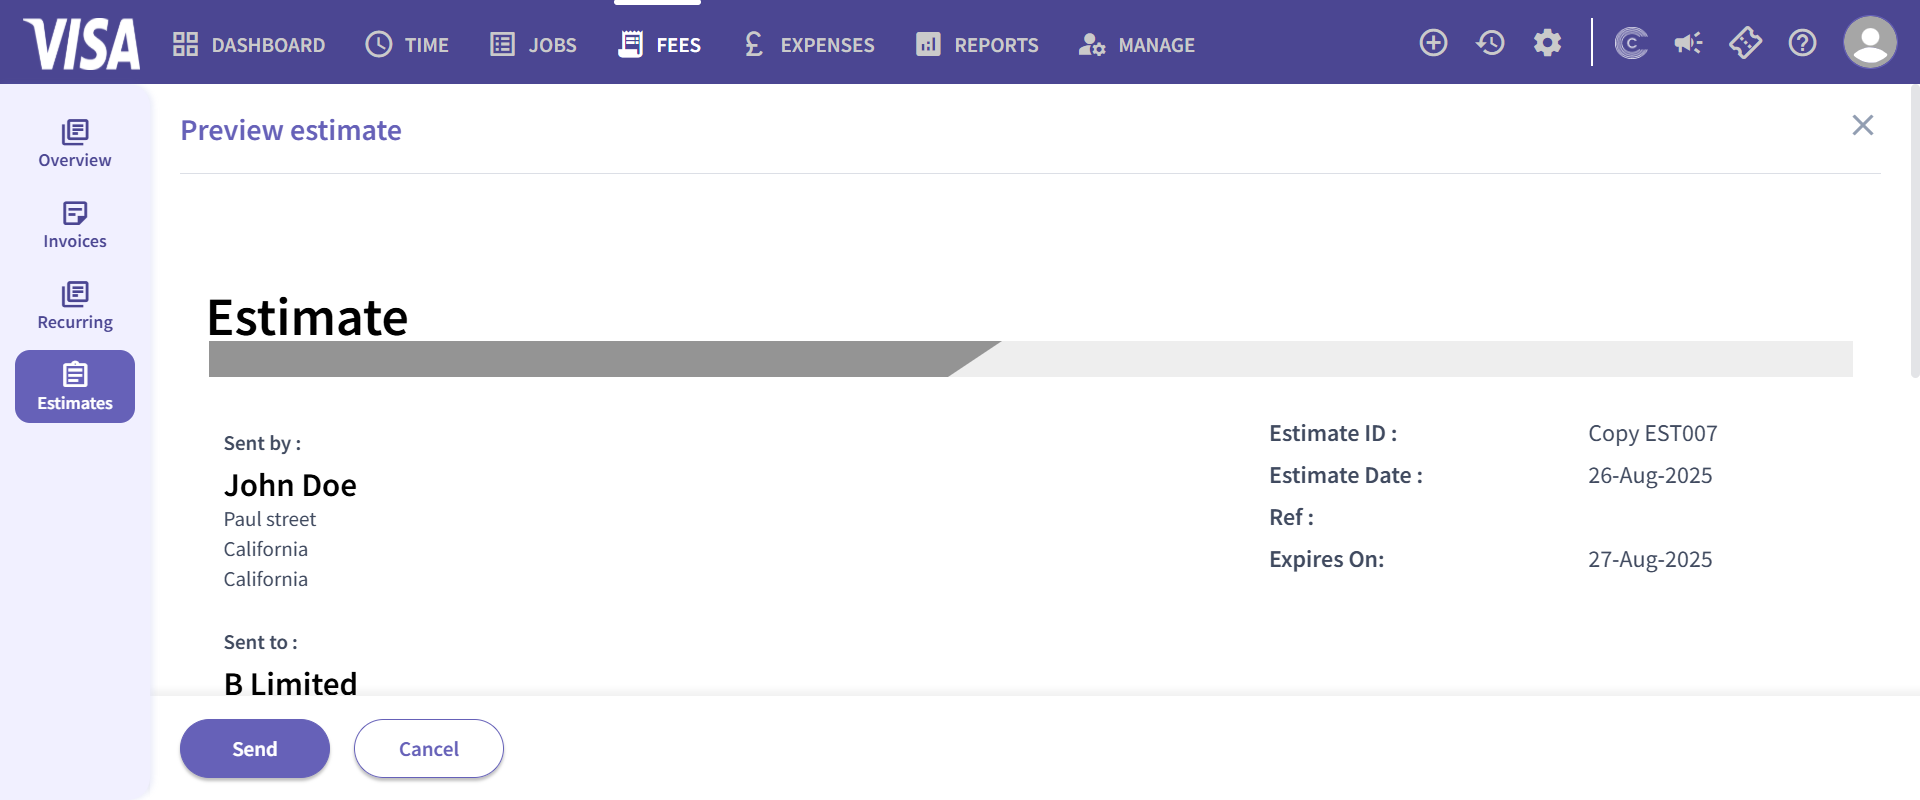 VISA
DASHBOARD
TIME
JOBS
FEES
£ EXPENSES
REPORTS
MANAGE
Overview
Invoices
Recurring
Estimates
Preview estimate
Estimate
Sent by :
John Doe
Paul street
California
California
Sent to :
B Limited
Estimate ID : Copy EST007
Estimate Date : 26-Aug-2025
Ref :
Expires On: 27-Aug-2025
Send
Cancel